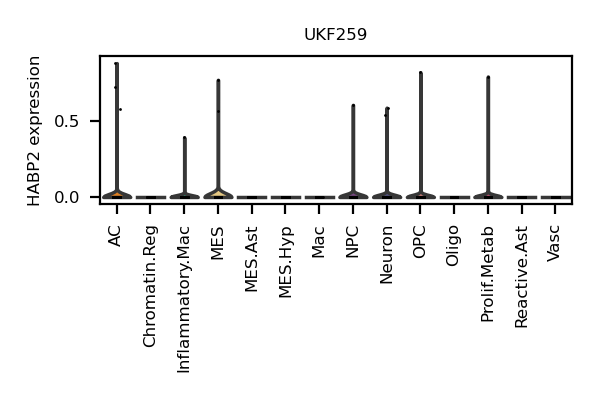 UKF259
HABP2 expression
0.5
0.0
AC
Chromatin.Reg
Inflammatory.Mac
MES
MES.Ast
MES.Hyp
Mac
NPC
Neuron
OPC
Oligo
Prolif.Metab
Reactive.Ast
Vasc